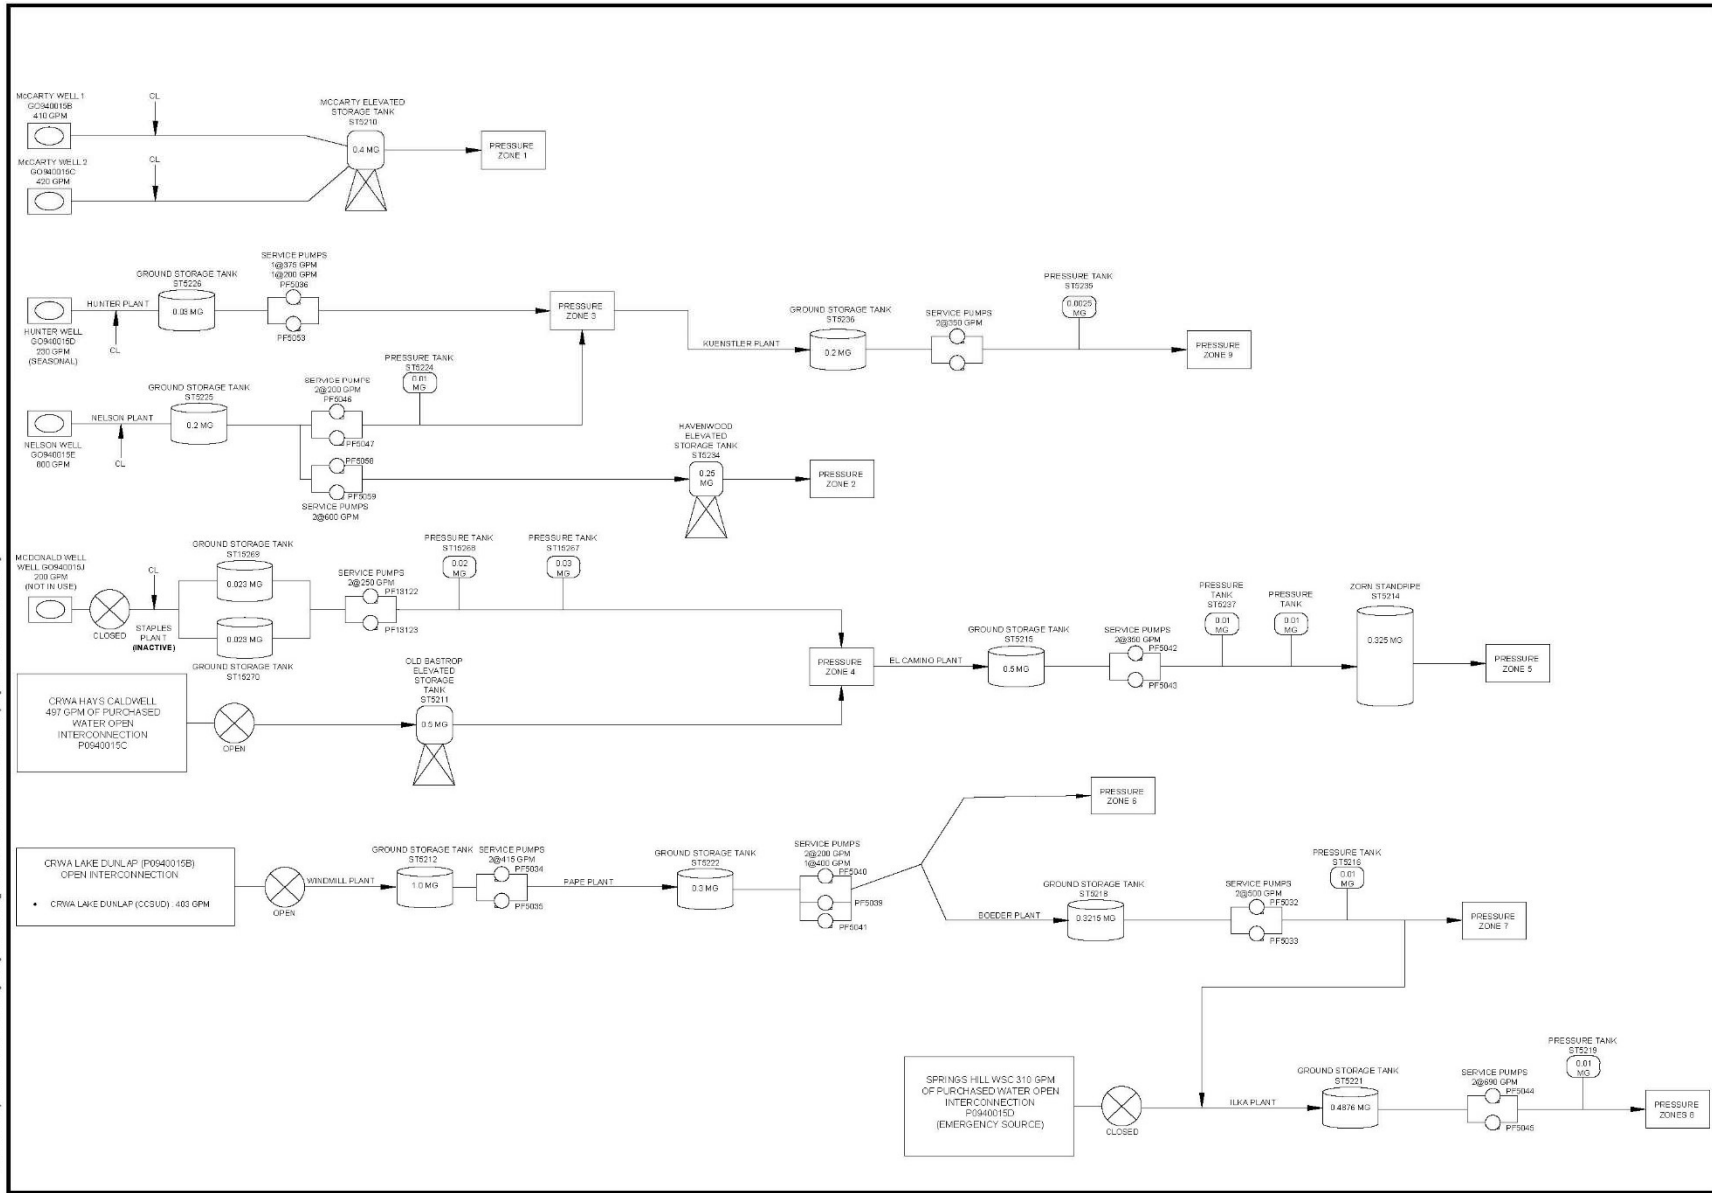 McCARTY WELL 1
GO940015B
410 GPM
CL
McCARTY WELL 2
GO940015C
420 GPM
CL
MCCARTY ELEVATED
STORAGE TANK
ST5210
0.4 MG
PRESSURE
ZONE 1
HUNTER PLANT
HUNTER WELL
GO940015D
230 GPM
(SEASONAL)
CL
GROUND STORAGE TANK
ST5226
0.03 MG
SERVICE PUMPS
1@375 GPM
1@200 GPM
PF5036
PF5053
PRESSURE
ZONE 3
KUENSTLER PLANT
GROUND STORAGE TANK
ST5236
0.2 MG
SERVICE PUMPS
2@350 GPM
PRESSURE TANK
ST5235
0.0025
MG
PRESSURE
ZONE 9
NELSON PLANT
NELSON WELL
GO940015E
800 GPM
CL
GROUND STORAGE TANK
ST5225
0.2 MG
SERVICE PUMPS
2@200 GPM
PF5046
PF5047
PRESSURE TANK
ST5224
0.01
MG
PF5058
PF5059
SERVICE PUMPS
2@600 GPM
HAVENWOOD
ELEVATED
STORAGE TANK
ST5234
0.25
MG
PRESSURE
ZONE 2
MCDONALD WELL
WELL GO940015J
200 GPM
(NOT IN USE)
CLOSED
CL
STAPLES
PLANT
(INACTIVE)
GROUND STORAGE TANK
ST15269
0.023 MG
0.023 MG
GROUND STORAGE TANK
ST15270
SERVICE PUMPS
2@250 GPM
PF13122
PF13123
PRESSURE TANK
ST15268
0.02
MG
PRESSURE TANK
ST15267
0.03
MG
CRWA HAYS CALDWELL
497 GPM OF PURCHASED
WATER OPEN
INTERCONNECTION
P0940015C
OPEN
OLD BASTROP
ELEVATED
STORAGE
TANK
ST5211
0.5 MG
PRESSURE
ZONE 4
EL CAMINO PLANT
GROUND STORAGE TANK
ST5215
0.5 MG
SERVICE PUMPS
2@350 GPM
PF5042
PF5043
PRESSURE
TANK
ST5237
0.01
MG
PRESSURE
TANK
0.01
MG
ZORN STANDPIPE
ST5214
0.325 MG
PRESSURE
ZONE 5
CRWA LAKE DUNLAP (P0940015B)
OPEN INTERCONNECTION
• CRWA LAKE DUNLAP (CCSUD) : 403 GPM
OPEN
WINDMILL PLANT
GROUND STORAGE TANK
ST5212
1.0 MG
SERVICE PUMPS
2@415 GPM
PF5034
PF5035
PAPE PLANT
GROUND STORAGE TANK
ST5222
0.3 MG
SERVICE PUMPS
2@200 GPM
1@400 GPM
PF5040
PF5039
PF5041
PRESSURE
ZONE 6
BOEDER PLANT
GROUND STORAGE TANK
ST5218
0.3215 MG
SERVICE PUMPS
2@500 GPM
PF5032
PF5033
PRESSURE TANK
ST5216
0.01
MG
PRESSURE
ZONE 7
SPRINGS HILL WSC 310 GPM
OF PURCHASED WATER OPEN
INTERCONNECTION
P0940015D
(EMERGENCY SOURCE)
CLOSED
ILKA PLANT
GROUND STORAGE TANK
ST5221
0.4876 MG
SERVICE PUMPS
2@690 GPM
PF5044
PF5045
PRESSURE TANK
ST5219
0.01
MG
PRESSURE
ZONES 8